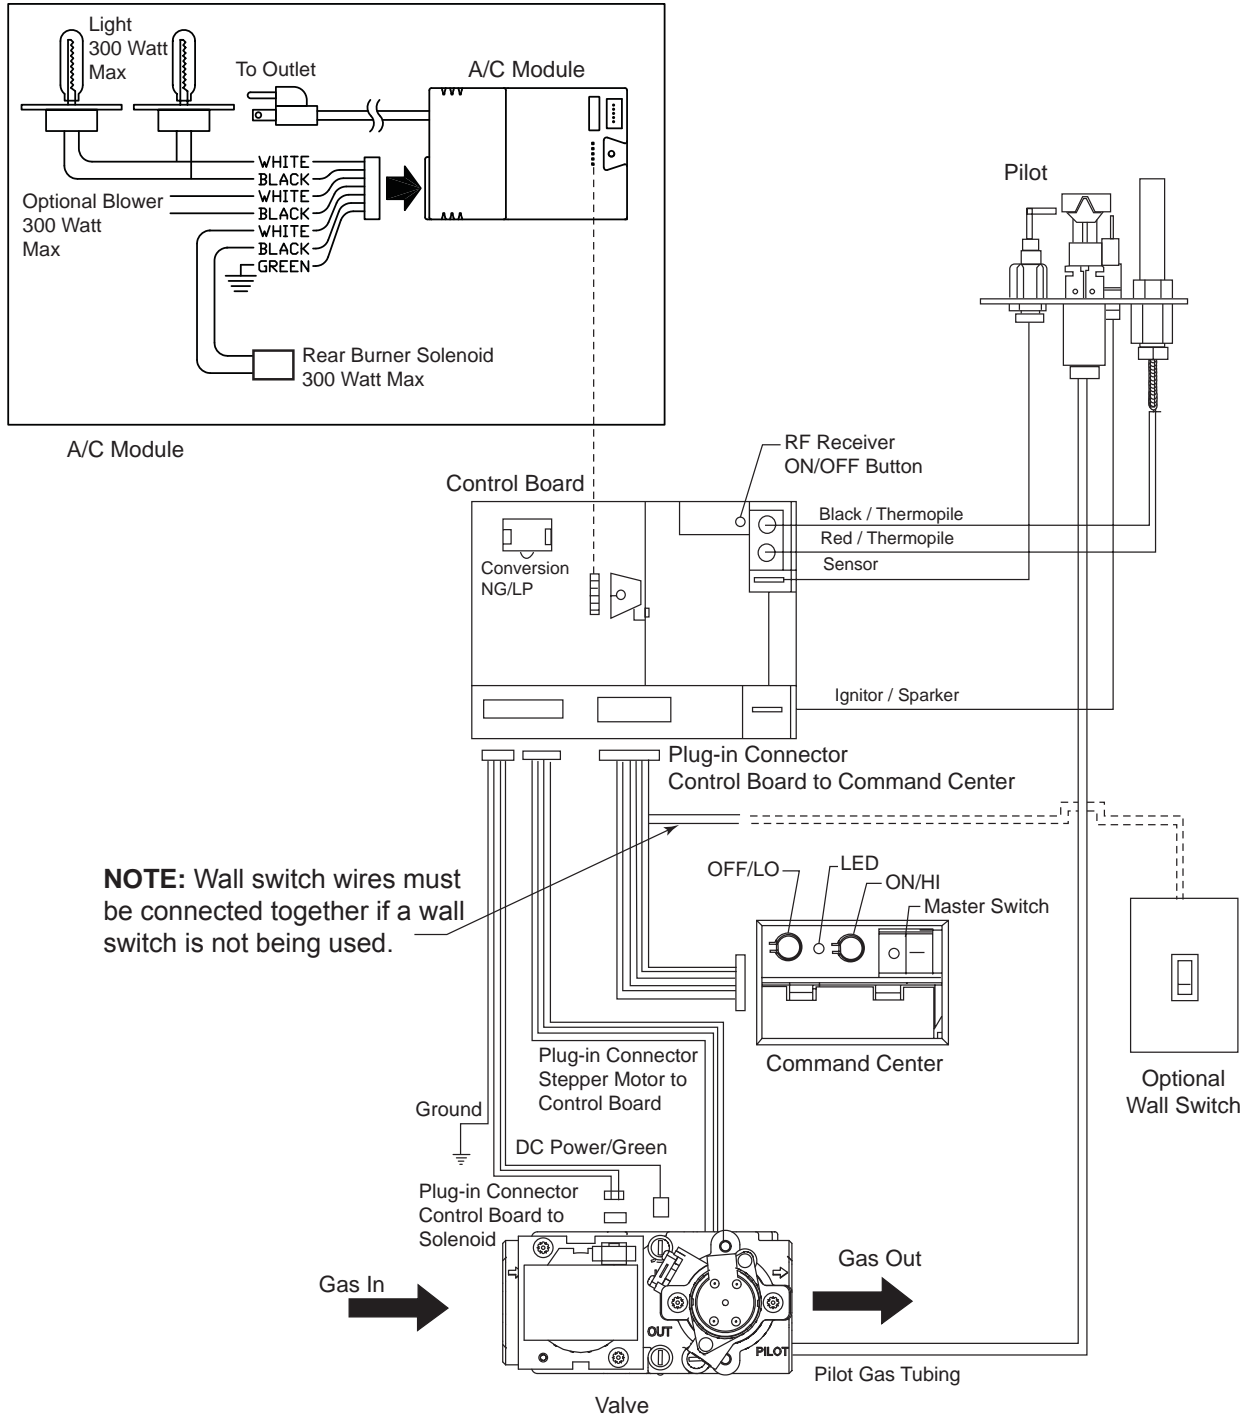 Light
300 Watt
Max
To Outlet
A/C Module
WHITE
BLACK
WHITE
BLACK
WHITE
BLACK
GREEN
Optional Blower
300 Watt
Max
Rear Burner Solenoid
300 Watt Max
A/C Module
Pilot
RF Receiver
ON/OFF Button
Control Board
Conversion
NG/LP
Black / Thermopile
Red / Thermopile
Sensor
Ignitor / Sparker
Plug-in Connector
Control Board to Command Center
NOTE: Wall switch wires must
be connected together if a wall
switch is not being used.
OFF/LO
LED
ON/HI
Master Switch
Command Center
Optional
Wall Switch
Plug-in Connector
Stepper Motor to
Control Board
Ground
DC Power/Green
Plug-in Connector
Control Board to
Solenoid
Gas In
Gas Out
OUT
PILOT
Pilot Gas Tubing
Valve